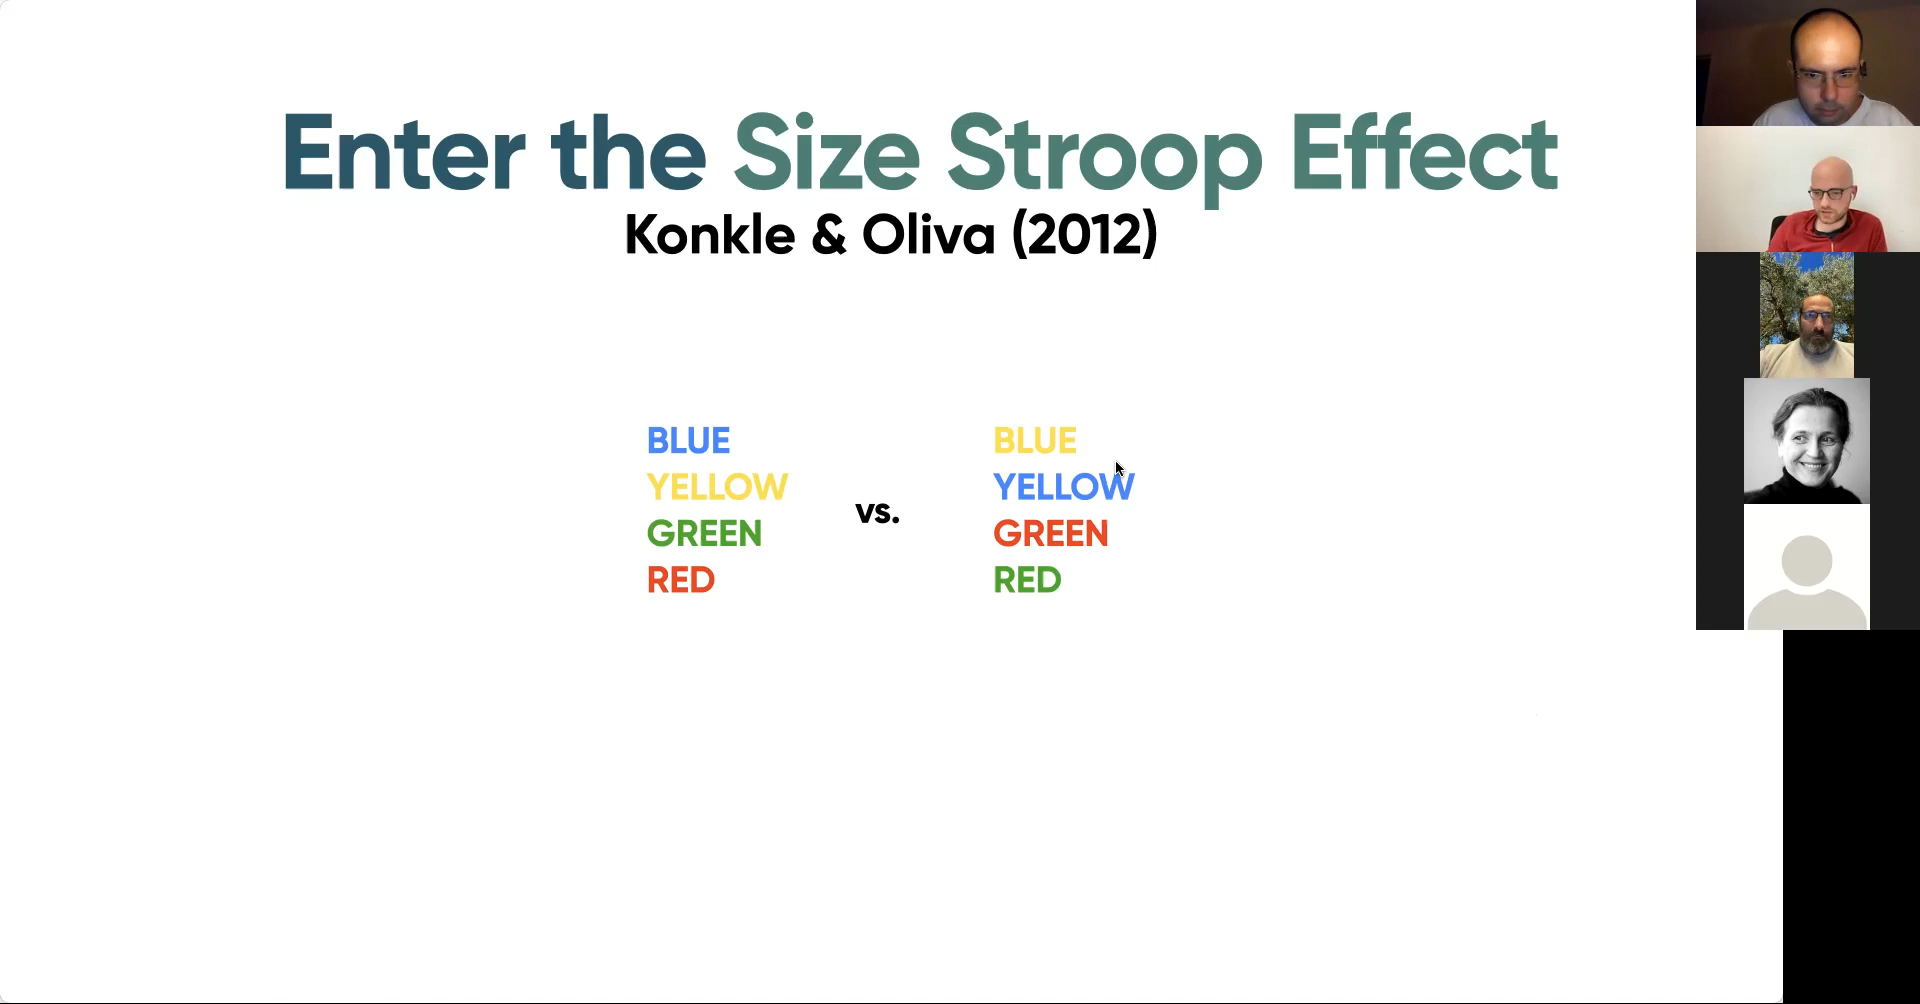 Enter the Size Stroop Effect
Konkle & Oliva (2012)
BLUE
YELLOW
GREEN
RED
vs.
BLUE
YELLOW
GREEN
RED